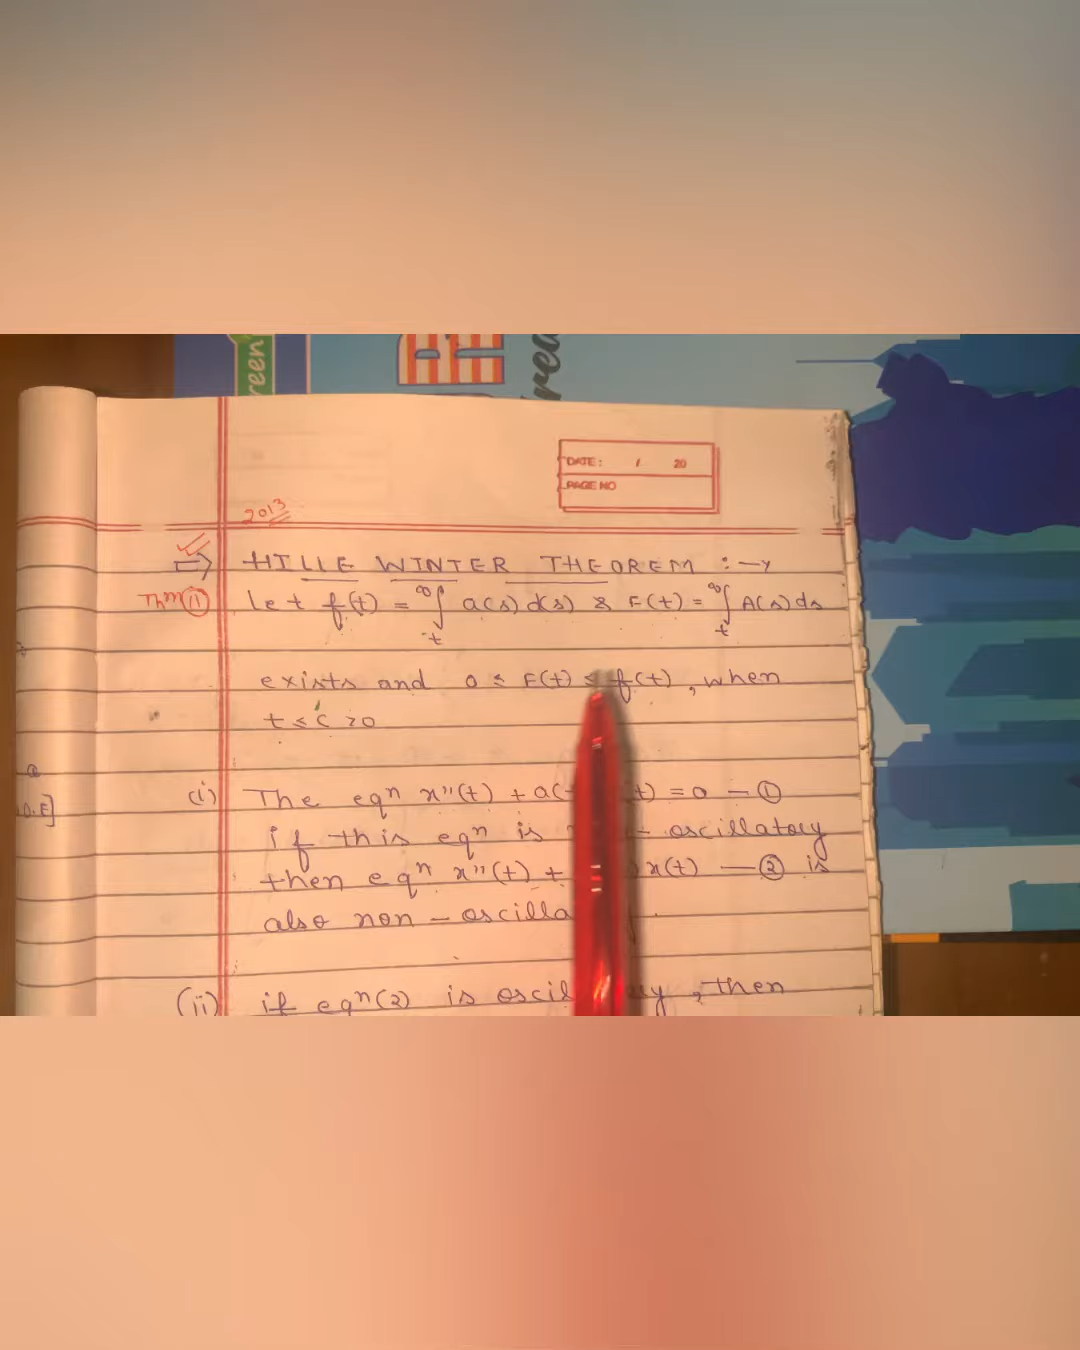 reen
DATE: / 20
PAGE NO
2013
⇒ HILLE WINTER THEOREM :-
Thm (11) Let f(t) = ∫_t^∞ a(s) d(s) & F(t) = ∫_t^∞ A(s) ds
exists and 0 ≤ F(t) ≤ f(t), when
t ≤ C > 0
(i) The eqn x''(t) + a( t) = 0 — ①
if this eqn is - oscillatory
then eqn x''(t) + x(t) — ② is
also non - oscilla
D.E]
(ii) if eqn(2) is oscil y, then